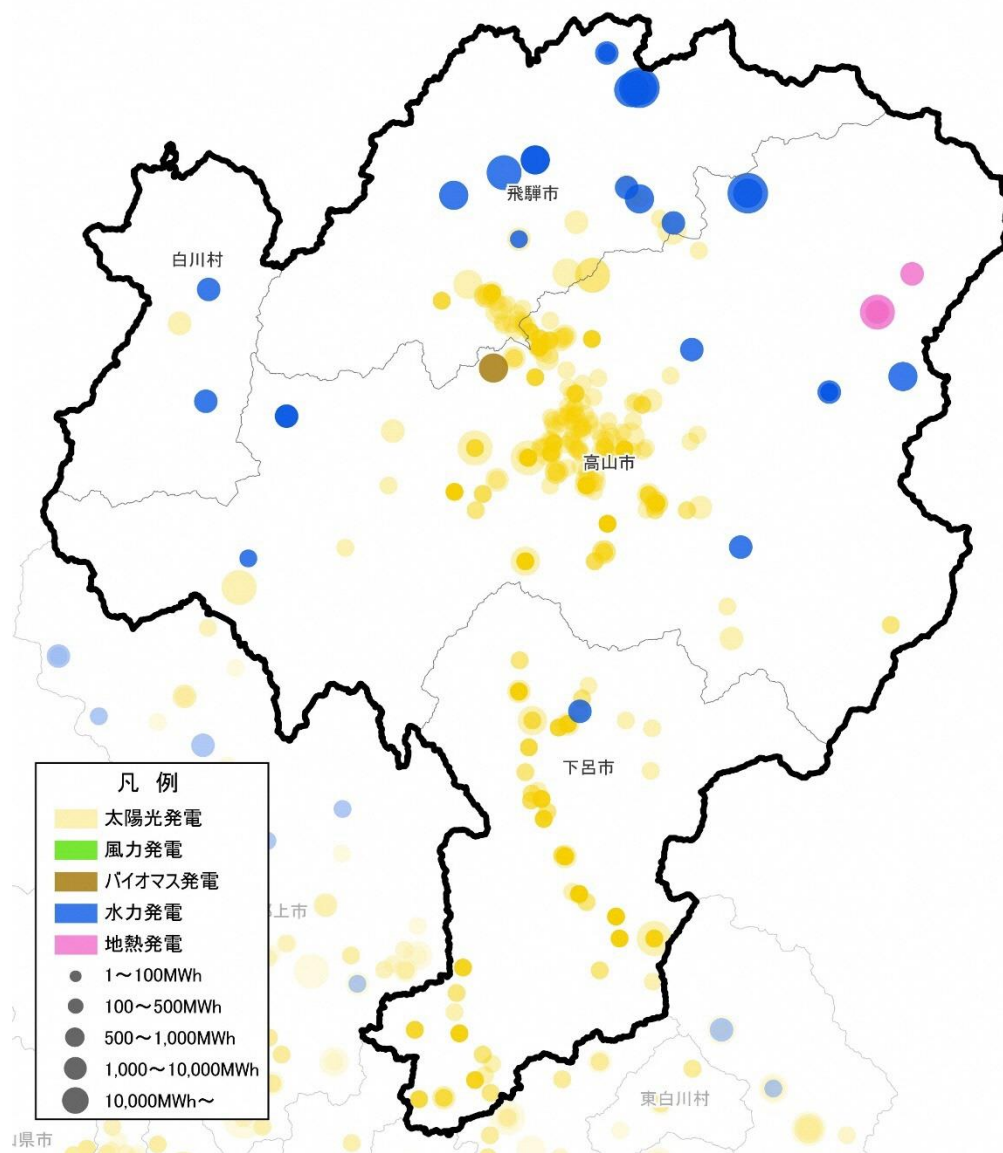 飛騨市
白川村
高山市
下呂市
凡 例
太陽光発電
風力発電
バイオマス発電
水力発電
地熱発電
1～100MWh
100～500MWh
500～1,000MWh
1,000～10,000MWh
10,000MWh～
上市
東白川村
県市